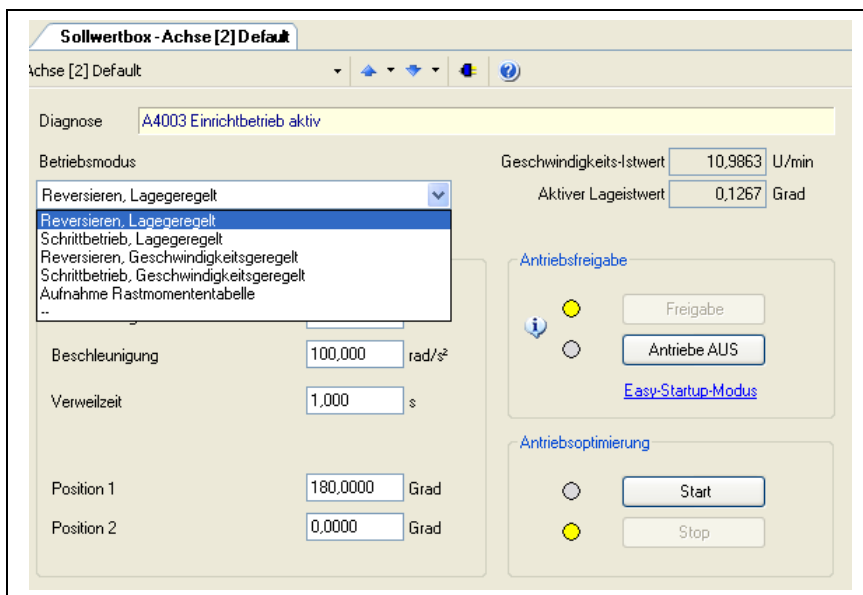 Sollwertbox - Achse [2] Default
Achse [2] Default
Diagnose
A4003 Einrichtbetrieb aktiv
Betriebsmodus
Reversieren, Lagegeregelt
Geschwindigkeits-Istwert 10,9863 U/min
Aktiver Lageistwert 0,1267 Grad
Reversieren, Lagegeregelt
Schrittbetrieb, Lagegeregelt
Reversieren, Geschwindigkeitsgeregelt
Schrittbetrieb, Geschwindigkeitsgeregelt
Aufnahme Rastmomententabelle
--
Beschleunigung 100,000 rad/s²
Verweilzeit 1,000 s
Position 1 180,0000 Grad
Position 2 0,0000 Grad
Antriebsfreigabe
Freigabe
Antriebe AUS
Easy-Startup-Modus
Antriebsoptimierung
Start
Stop